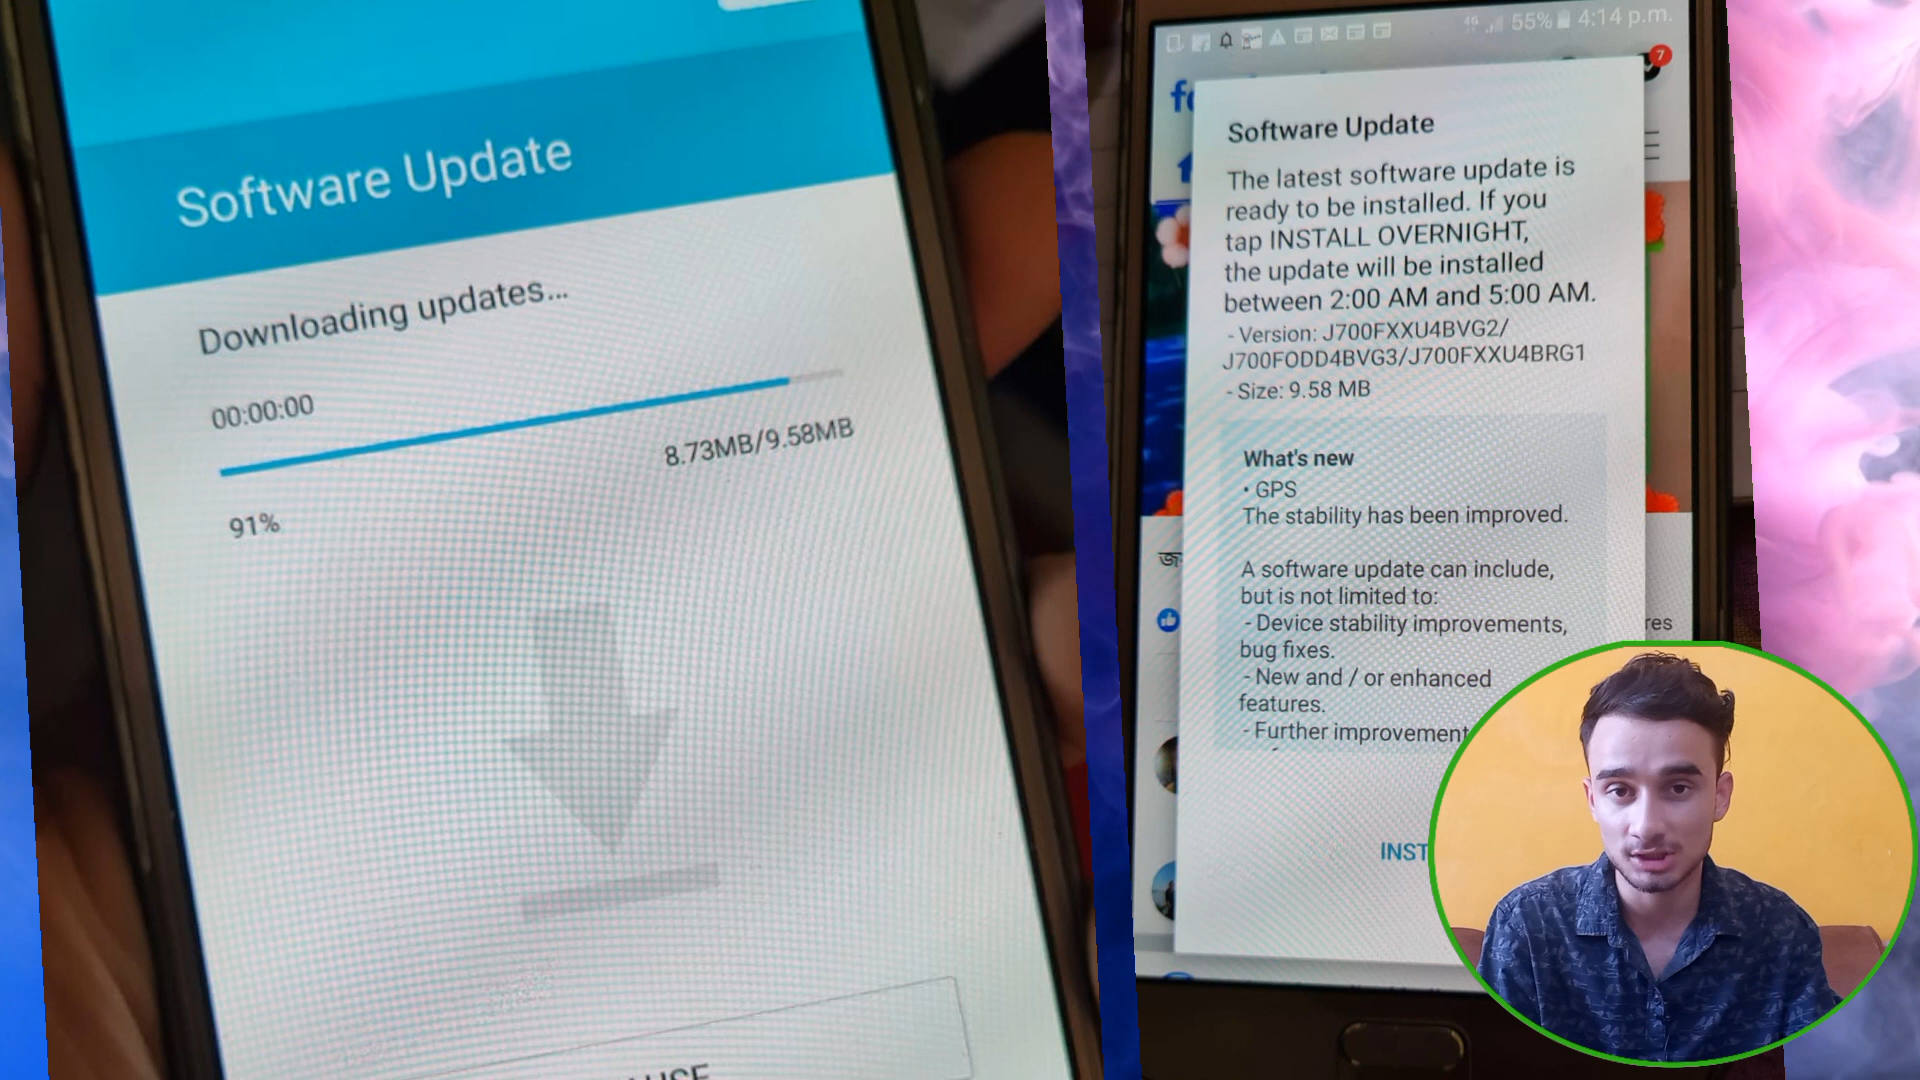 Software Update
Downloading updates...
00:00:00
8.73MB/9.58MB
91%
4G 55% 4:14 p.m.
7
Software Update
The latest software update is
ready to be installed. If you
tap INSTALL OVERNIGHT,
the update will be installed
between 2:00 AM and 5:00 AM.
- Version: J700FXXU4BVG2/
J700FODD4BVG3/J700FXXU4BRG1
- Size: 9.58 MB
What's new
• GPS
The stability has been improved.
A software update can include,
but is not limited to:
- Device stability improvements,
bug fixes.
- New and / or enhanced
features.
- Further improvement